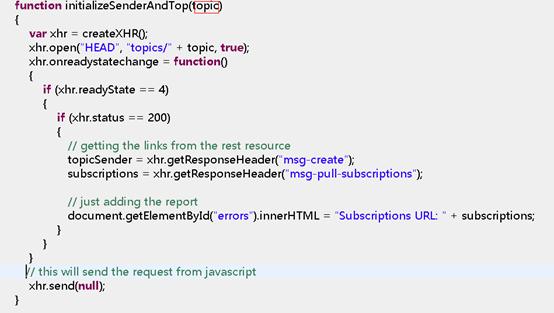 function initializeSenderAndTop(topic)
{
var xhr = createXHR();
xhr.open("HEAD", "topics/" + topic, true);
xhr.onreadystatechange = function()
{
if (xhr.readyState == 4)
{
if (xhr.status == 200)
{
// getting the links from the rest resource
topicSender = xhr.getResponseHeader("msg-create");
subscriptions = xhr.getResponseHeader("msg-pull-subscriptions");
// just adding the report
document.getElementById("errors").innerHTML = "Subscriptions URL: " + subscriptions;
}
}
}
// this will send the request from javascript
xhr.send(null);
}